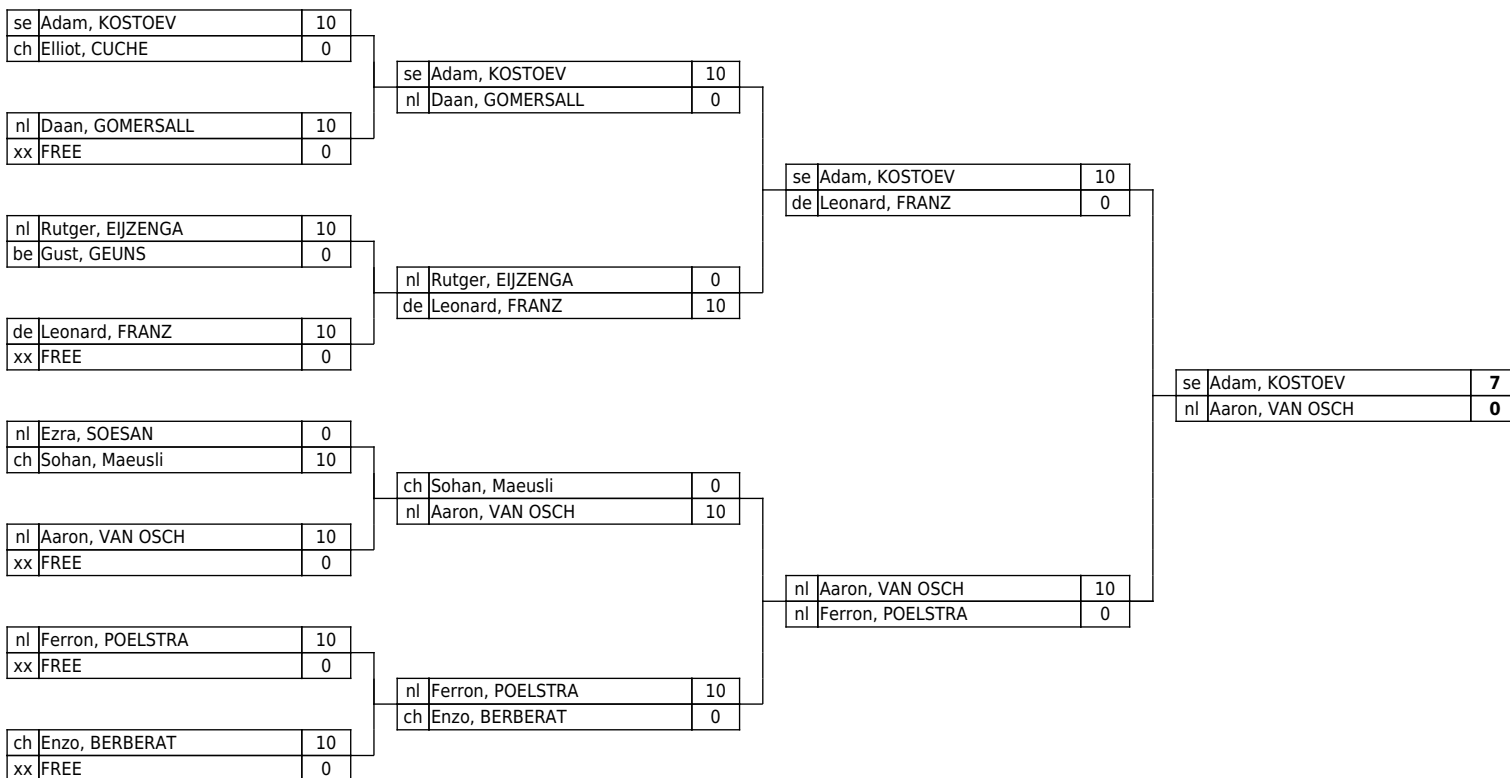 se Adam, KOSTOEV 10
ch Elliot, CUCHE 0
nl Daan, GOMERSALL 10
xx FREE 0
nl Rutger, EIJZENGA 10
be Gust, GEUNS 0
de Leonard, FRANZ 10
xx FREE 0
nl Ezra, SOESAN 0
ch Sohan, Maeusli 10
nl Aaron, VAN OSCH 10
xx FREE 0
nl Ferron, POELSTRA 10
xx FREE 0
ch Enzo, BERBERAT 10
xx FREE 0
se Adam, KOSTOEV 10
nl Daan, GOMERSALL 0
nl Rutger, EIJZENGA 0
de Leonard, FRANZ 10
ch Sohan, Maeusli 0
nl Aaron, VAN OSCH 10
nl Ferron, POELSTRA 10
ch Enzo, BERBERAT 0
se Adam, KOSTOEV 10
de Leonard, FRANZ 0
nl Aaron, VAN OSCH 10
nl Ferron, POELSTRA 0
se Adam, KOSTOEV 7
nl Aaron, VAN OSCH 0